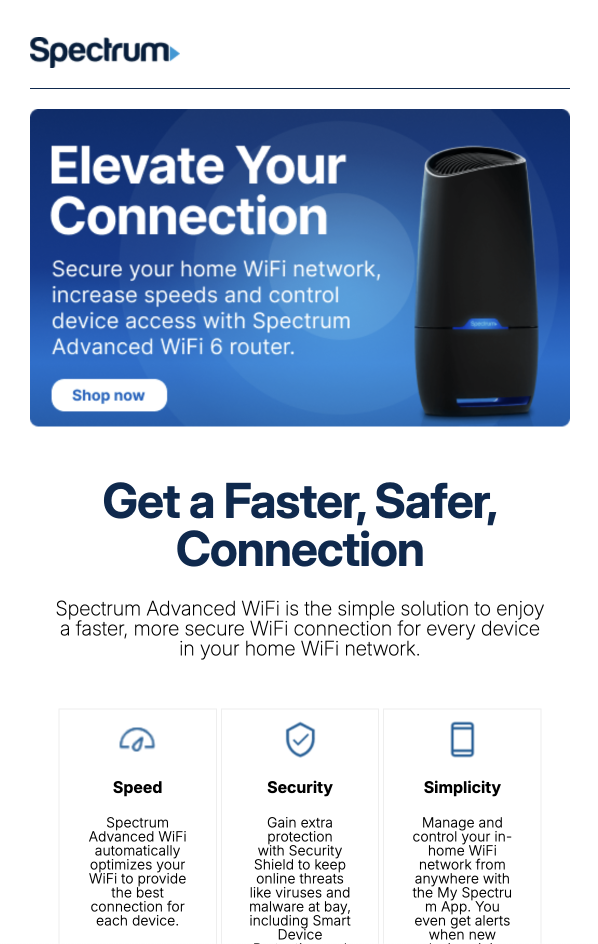 Spectrum
Elevate Your
Connection
Secure your home WiFi network,
increase speeds and control
device access with Spectrum
Advanced WiFi 6 router.
Spectrum
Shop now
Get a Faster, Safer,
Connection
Spectrum Advanced WiFi is the simple solution to enjoy
a faster, more secure WiFi connection for every device
in your home WiFi network.
Speed
Spectrum
Advanced WiFi
automatically
optimizes your
WiFi to provide
the best
connection for
each device.
Security
Gain extra
protection
with Security
Shield to keep
online threats
like viruses and
malware at bay,
including Smart
Device
Simplicity
Manage and
control your in-
home WiFi
network from
anywhere with
the My Spectru
m App. You
even get alerts
when new